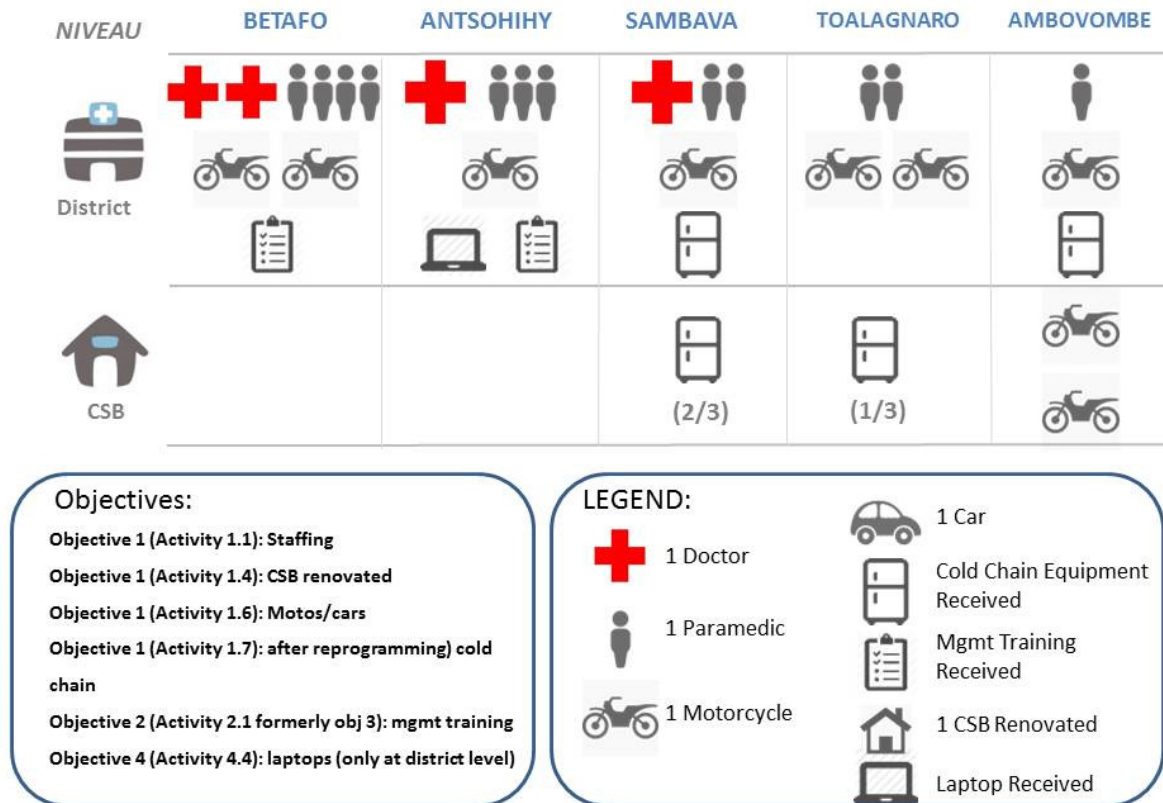 NIVEAU BETAFO ANTSOHIHY SAMBAVA TOALAGNARO AMBOVOMBE
District
CSB
(2/3) (1/3)
Objectives:
Objective 1 (Activity 1.1): Staffing
Objective 1 (Activity 1.4): CSB renovated
Objective 1 (Activity 1.6): Motos/cars
Objective 1 (Activity 1.7): after reprogramming) cold
chain
Objective 2 (Activity 2.1 formerly obj 3): mgmt training
Objective 4 (Activity 4.4): laptops (only at district level)
LEGEND:
1 Doctor
1 Paramedic
1 Motorcycle
1 Car
Cold Chain Equipment
Received
Mgmt Training
Received
1 CSB Renovated
Laptop Received